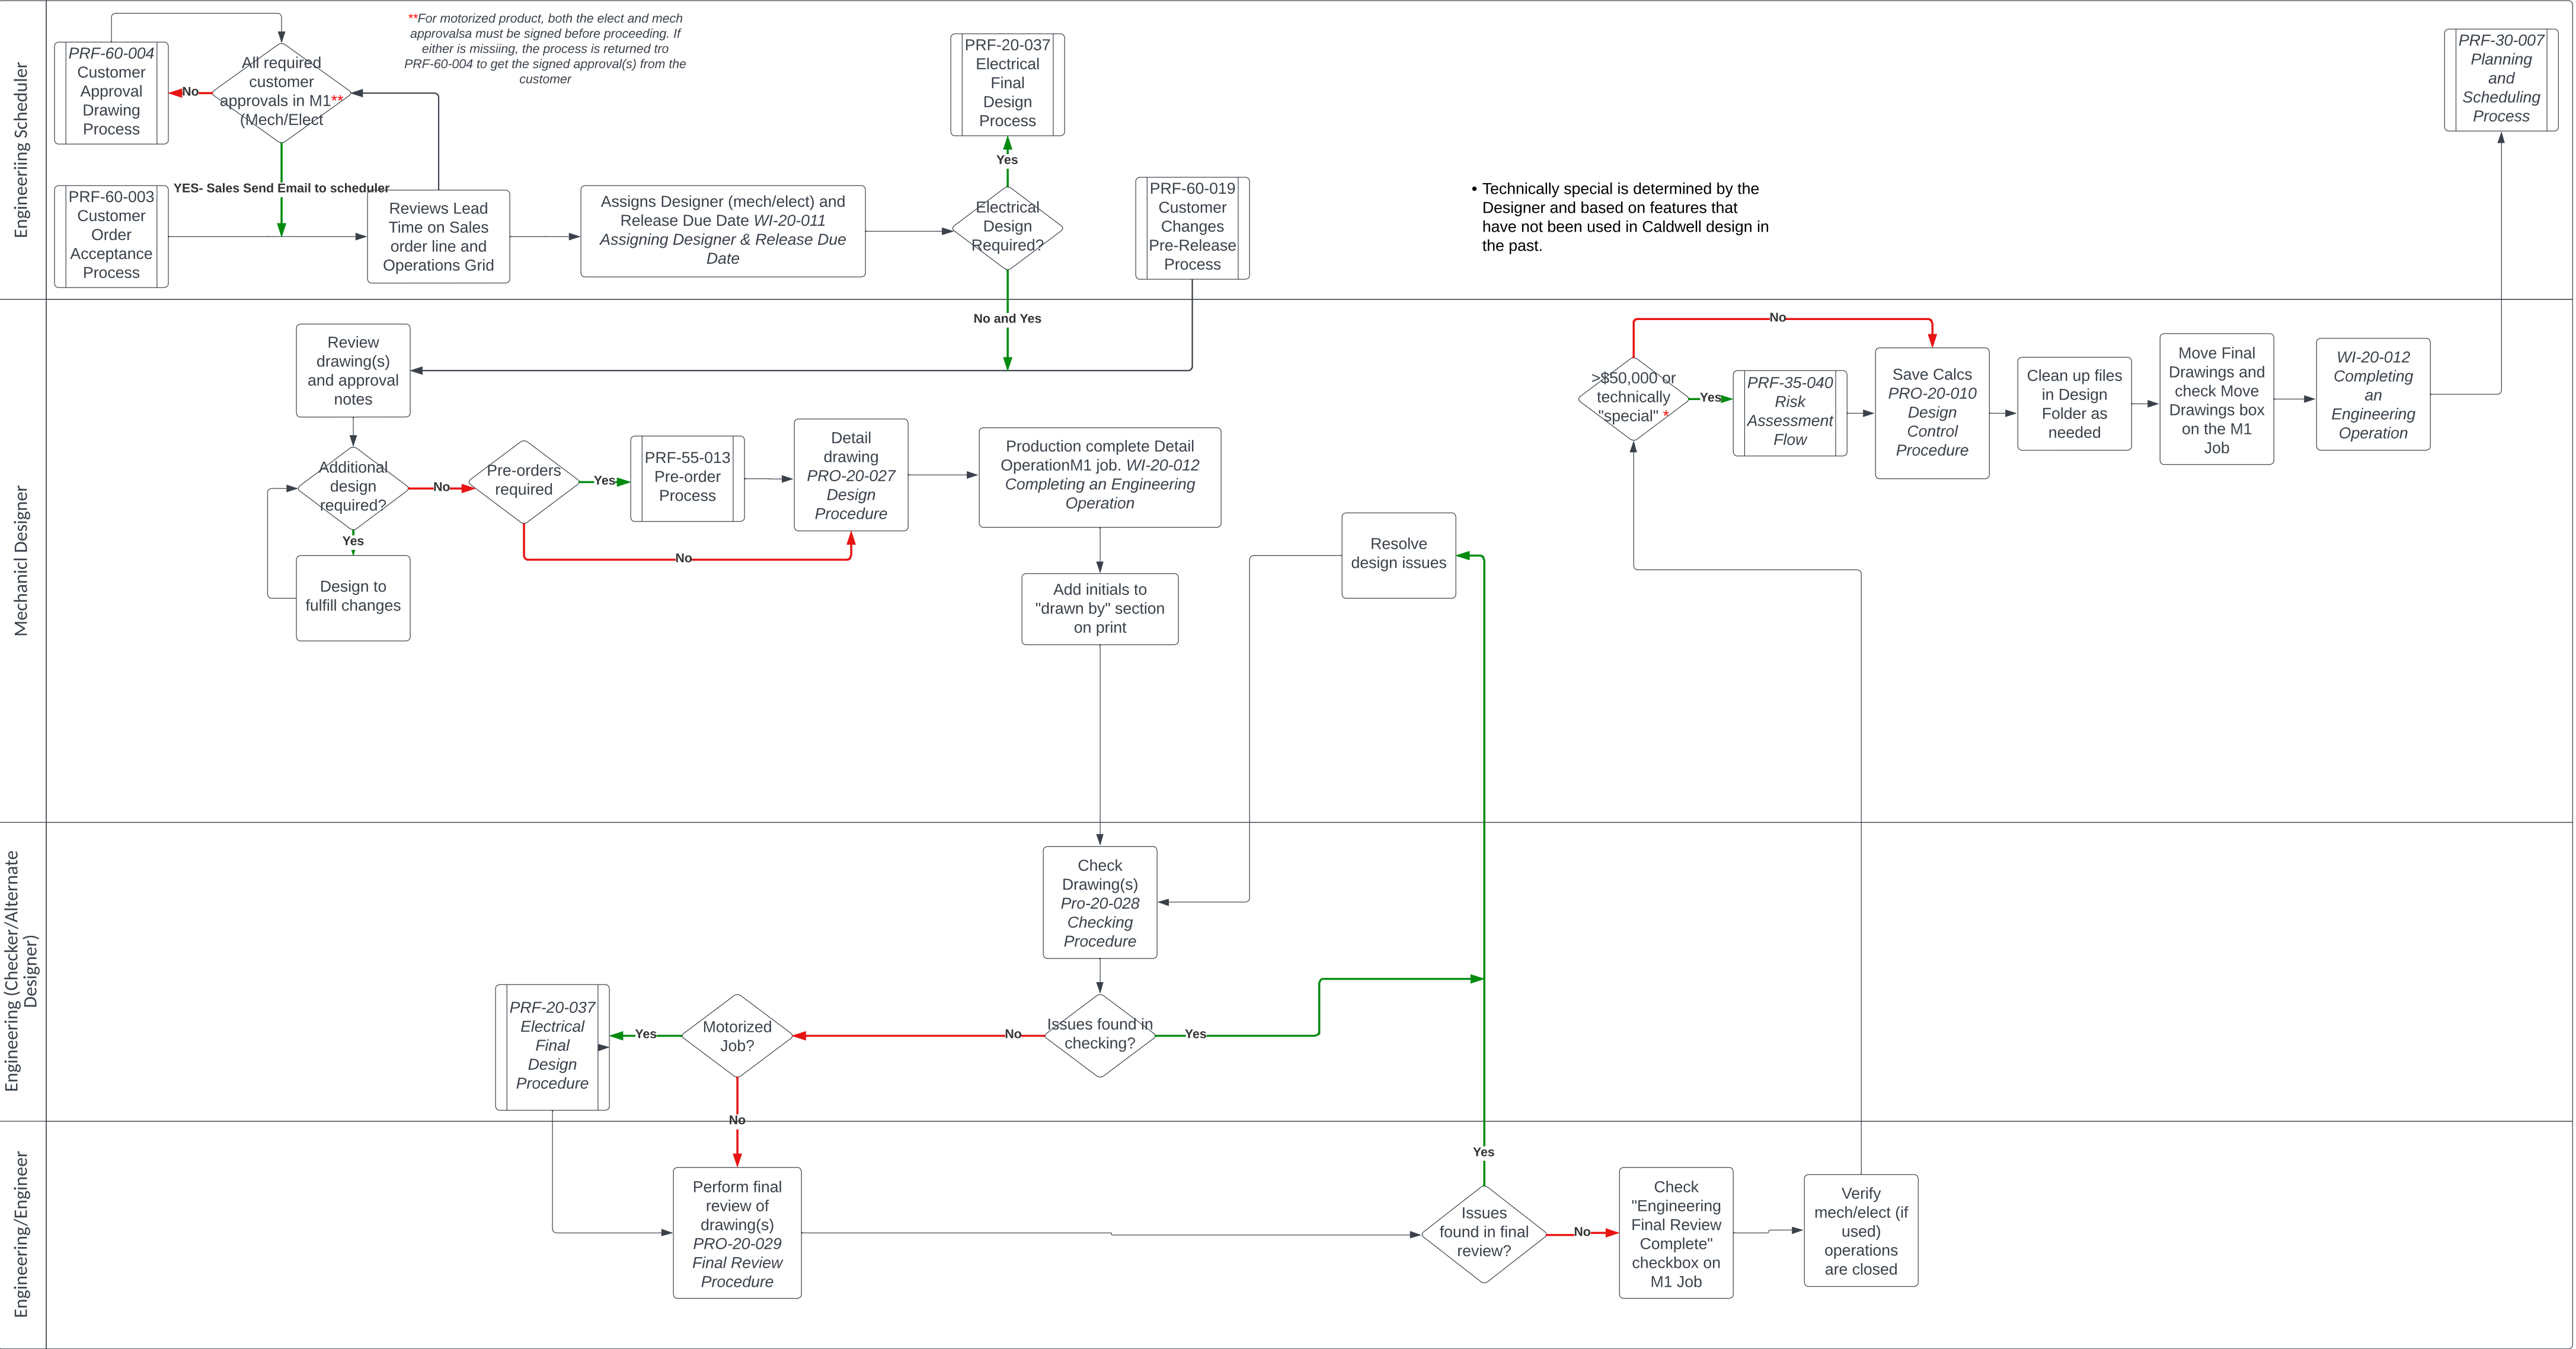 Engineeriing Scheduler
PRF-60-004
Customer
Approval
Drawing
Process
No
All required
customer
approvals in M1**
(Mech/Elect
**For motorized product, both the elect and mech
approvalsa must be signed before proceeding. If
either is missiing, the process is returned tro
PRF-60-004 to get the signed approval(s) from the
customer
YES- Sales Send Email to scheduler
PRF-60-003
Customer
Order
Acceptance
Process
Reviews Lead
Time on Sales
order line and
Operations Grid
Assigns Designer (mech/elect) and
Release Due Date WI-20-011
Assigning Designer & Release Due
Date
PRF-20-037
Electrical
Final
Design
Process
Yes
Electrical
Design
Required?
No and Yes
PRF-60-019
Customer
Changes
Pre-Release
Process
• Technically special is determined by the
Designer and based on features that
have not been used in Caldwell design in
the past.
PRF-30-007
Planning
and
Scheduling
Process
Mechanicl Designer
Review
drawing(s)
and approval
notes
Additional
design
required?
Yes
Design to
fulfill changes
No
Pre-orders
required
Yes
No
PRF-55-013
Pre-order
Process
Detail
drawing
PRO-20-027
Design
Procedure
Production complete Detail
OperationM1 job. WI-20-012
Completing an Engineering
Operation
Add initials to
"drawn by" section
on print
Resolve
design issues
No
>$50,000 or
technically
"special" *
Yes
PRF-35-040
Risk
Assessment
Flow
Save Calcs
PRO-20-010
Design
Control
Procedure
Clean up files
in Design
Folder as
needed
Move Final
Drawings and
check Move
Drawings box
on the M1
Job
WI-20-012
Completing
an
Engineering
Operation
Engineering (Checker/Alternate
Designer)
Check
Drawing(s)
Pro-20-028
Checking
Procedure
Issues found in
checking?
Yes
No
Motorized
Job?
Yes
No
PRF-20-037
Electrical
Final
Design
Procedure
Engineering/Engineer
Perform final
review of
drawing(s)
PRO-20-029
Final Review
Procedure
Yes
Issues
found in final
review?
No
Check
"Engineering
Final Review
Complete"
checkbox on
M1 Job
Verify
mech/elect (if
used)
operations
are closed